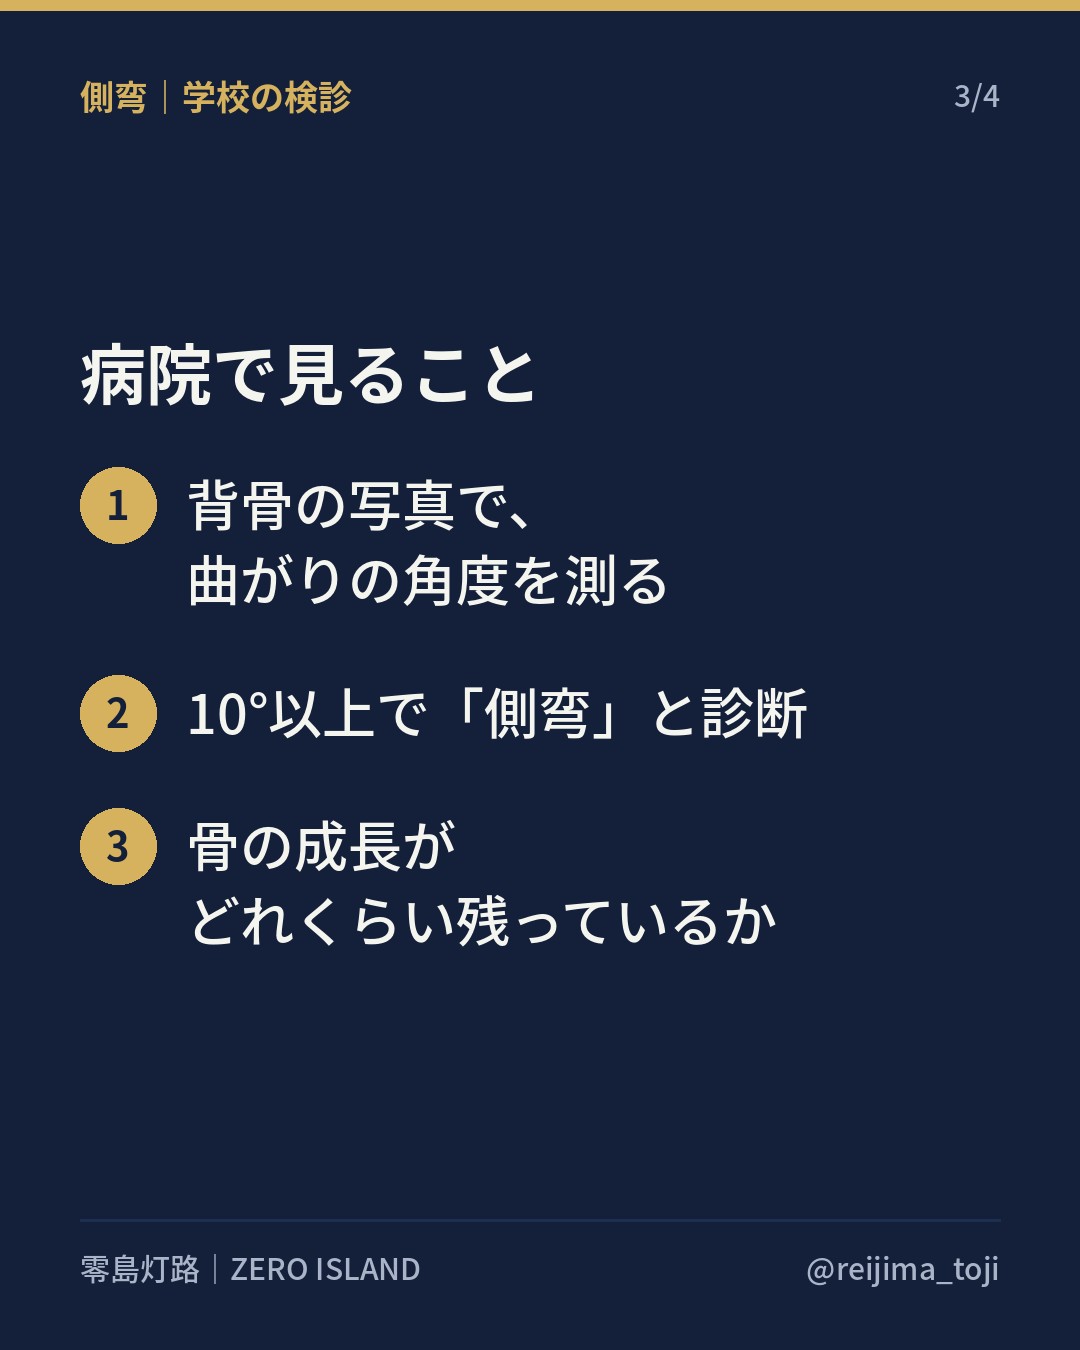 側弯｜学校の検診
3/4
病院で見ること
1 背骨の写真で、
曲がりの角度を測る
2 10°以上で「側弯」と診断
3 骨の成長が
どれくらい残っているか
零島灯路｜ZERO ISLAND
@reijima_toji